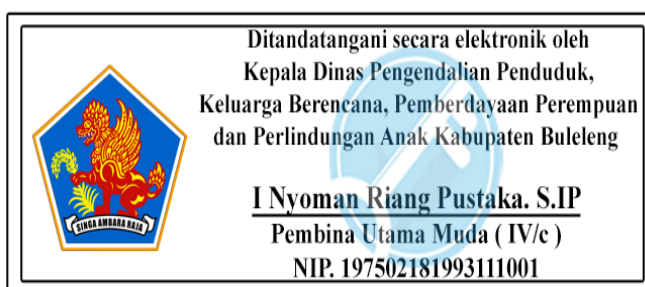 Ditandatangani secara elektronik oleh
Kepala Dinas Pengendalian Penduduk,
Keluarga Berencana, Pemberdayaan Perempuan
dan Perlindungan Anak Kabupaten Buleleng
I Nyoman Riang Pustaka. S.IP
Pembina Utama Muda ( IV/c )
NIP. 197502181993111001
SINGA AMBARA RAJA